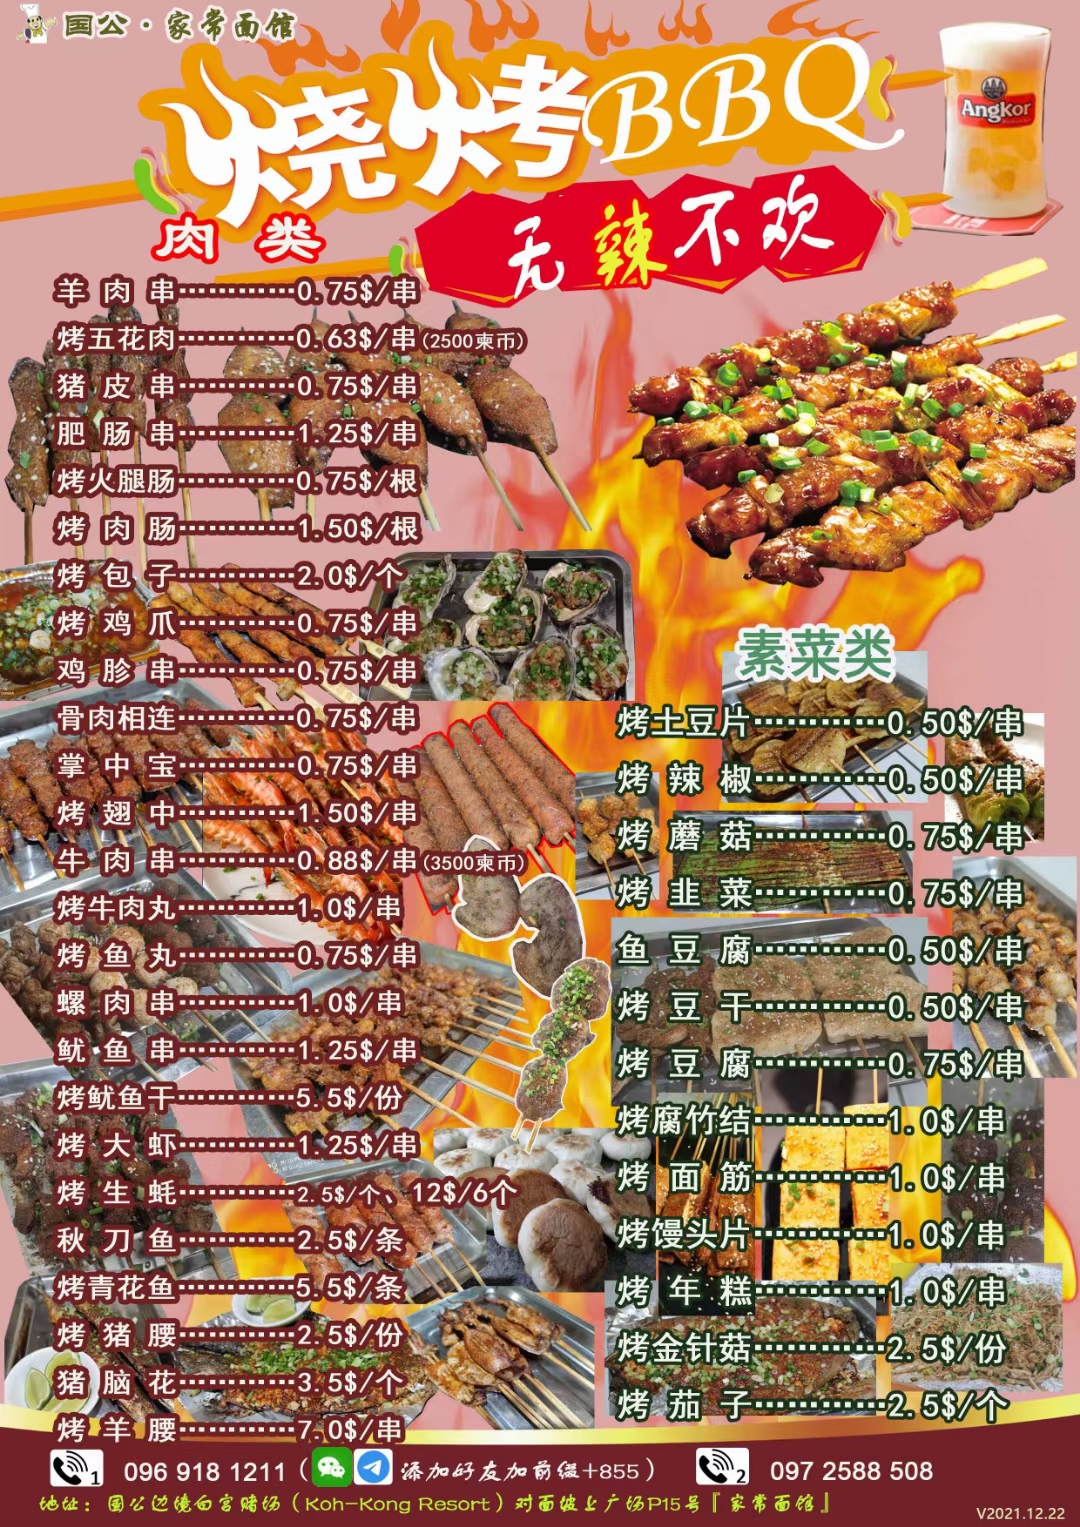 国公·家常面馆
烧烤BBQ
Angkor
无辣不欢
肉类
羊肉串············0.75$/串
烤五花肉············0.63$/串(2500柬币)
猪皮串············0.75$/串
肥肠串············1.25$/串
烤火腿肠············0.75$/根
烤肉肠············1.50$/根
烤包子············2.0$/个
烤鸡爪············0.75$/串
鸡胗串············0.75$/串
骨肉相连············0.75$/串
掌中宝············0.75$/串
烤翅中············1.50$/串
牛肉串············0.88$/串(3500柬币)
烤牛肉丸············1.0$/串
烤鱼丸············0.75$/串
螺肉串············1.0$/串
鱿鱼串············1.25$/串
烤鱿鱼干············5.5$/份
烤大虾············1.25$/串
烤生蚝············2.5$/个、12$/6个
秋刀鱼············2.5$/条
烤青花鱼············5.5$/条
烤猪腰············2.5$/份
猪脑花············3.5$/个
烤羊腰············7.0$/串
素菜类
烤土豆片············0.50$/串
烤辣椒············0.50$/串
烤蘑菇············0.75$/串
烤韭菜············0.75$/串
鱼豆腐············0.50$/串
烤豆干············0.50$/串
烤豆腐············0.75$/串
烤腐竹结············1.0$/串
烤面筋············1.0$/串
烤馒头片············1.0$/串
烤年糕············1.0$/串
烤金针菇············2.5$/份
烤茄子············2.5$/个
1 096 918 1211（添加好友加前缀+855） 2 097 2588 508
地址：国公边境白宫赌场（Koh-Kong Resort）对面坡上广场P15号『家常面馆』
V2021.12.22